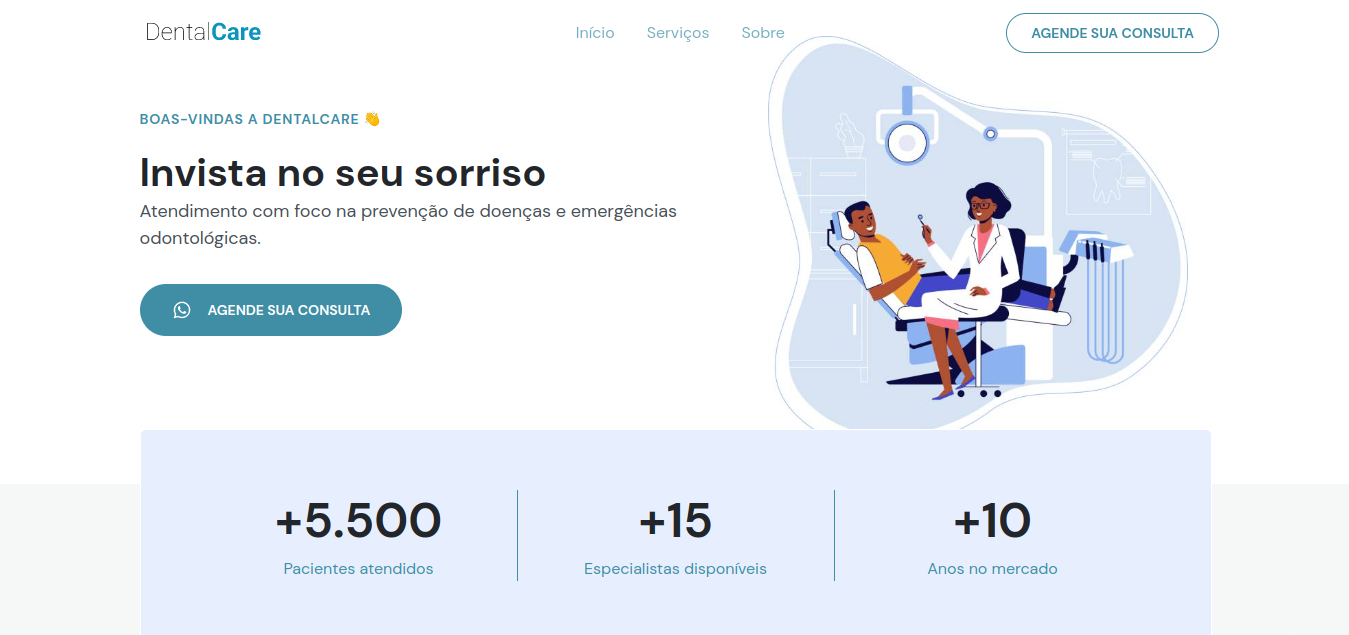 DentalCare
Início Serviços Sobre
AGENDE SUA CONSULTA
BOAS-VINDAS A DENTALCARE 👋
Invista no seu sorriso
Atendimento com foco na prevenção de doenças e emergências
odontológicas.
AGENDE SUA CONSULTA
+5.500
Pacientes atendidos
+15
Especialistas disponíveis
+10
Anos no mercado